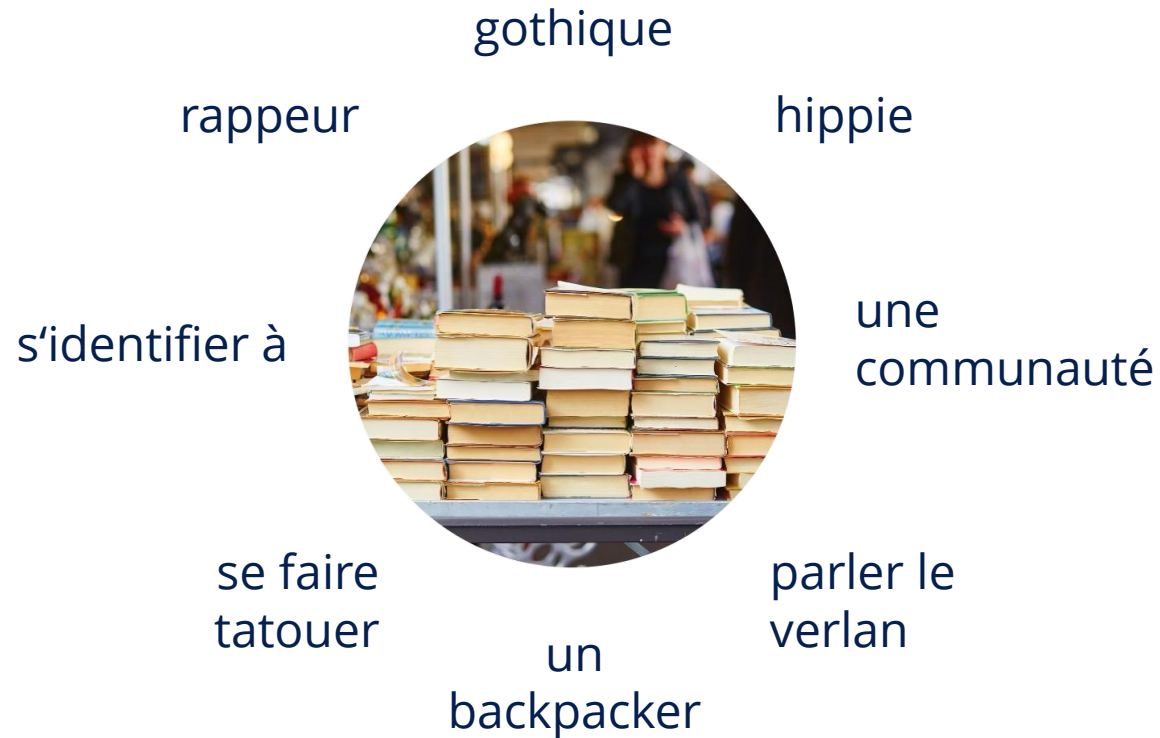 gothique
rappeur
hippie
s‘identifier à
une
communauté
se faire
tatouer
parler le
verlan
un
backpacker